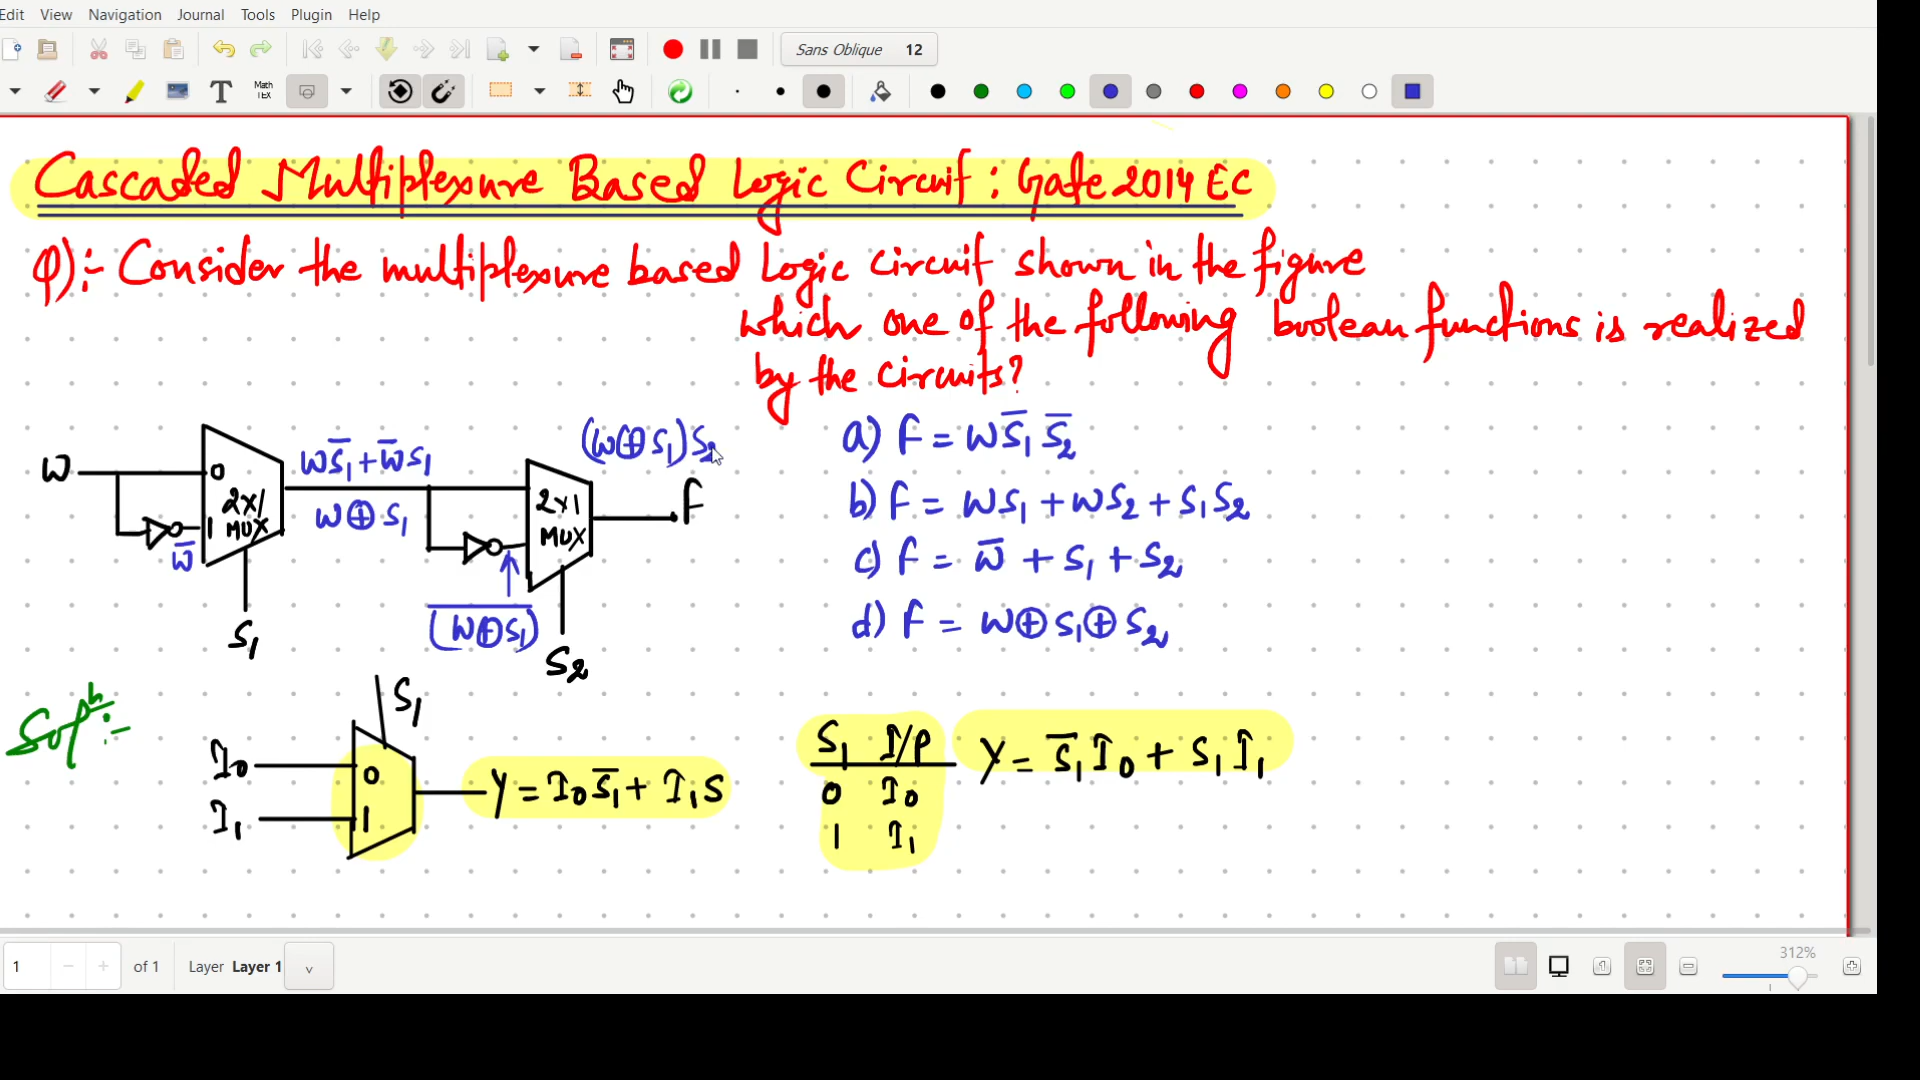 Edit View Navigation Journal Tools Plugin Help
Sans Oblique 12
T Math TEX
Cascaded Multiplexure Based Logic Circuit : Gate 2014 EC
Q):- Consider the multiplexure based Logic circuit shown in the figure
which one of the following boolean functions is realized
by the circuits?
W
0
1
2x1
MUX
W̅
S₁
WS̅₁+W̅S₁
W⊕S₁
(W⊕S₁)S₂
2x1
MUX
F
(W⊕S₁)̅
S₂
a) F = WS̅₁S̅₂
b) F = WS₁+WS₂+S₁S₂
c) F = W̅+S₁+S₂
d) F = W⊕S₁⊕S₂
Solⁿ:-
S₁
I₀
I₁
0
1
Y=I₀S̅₁+I₁S
S₁ I/P
0 I₀
1 I₁
Y=S̅₁I₀+S₁I₁
1 − + of 1 Layer Layer 1
312%